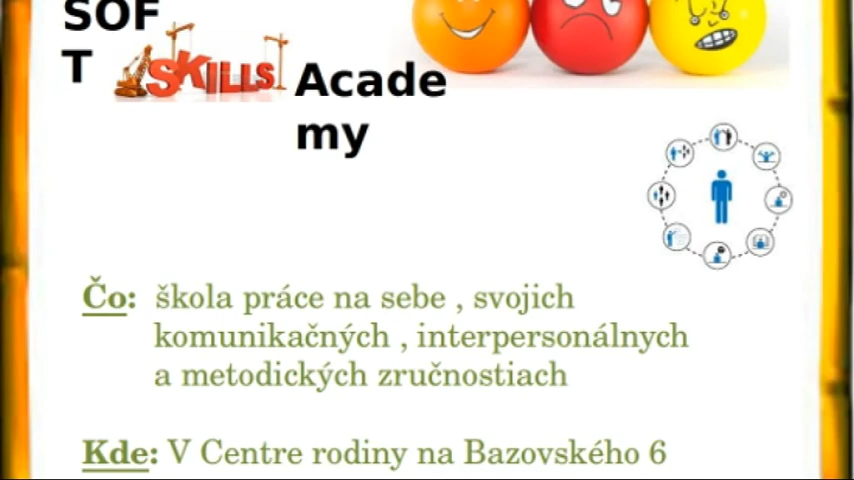 SOF
T SKILLS
Acade
my
Čo: škola práce na sebe , svojich
komunikačných , interpersonálnych
a metodických zručnostiach
Kde: V Centre rodiny na Bazovského 6